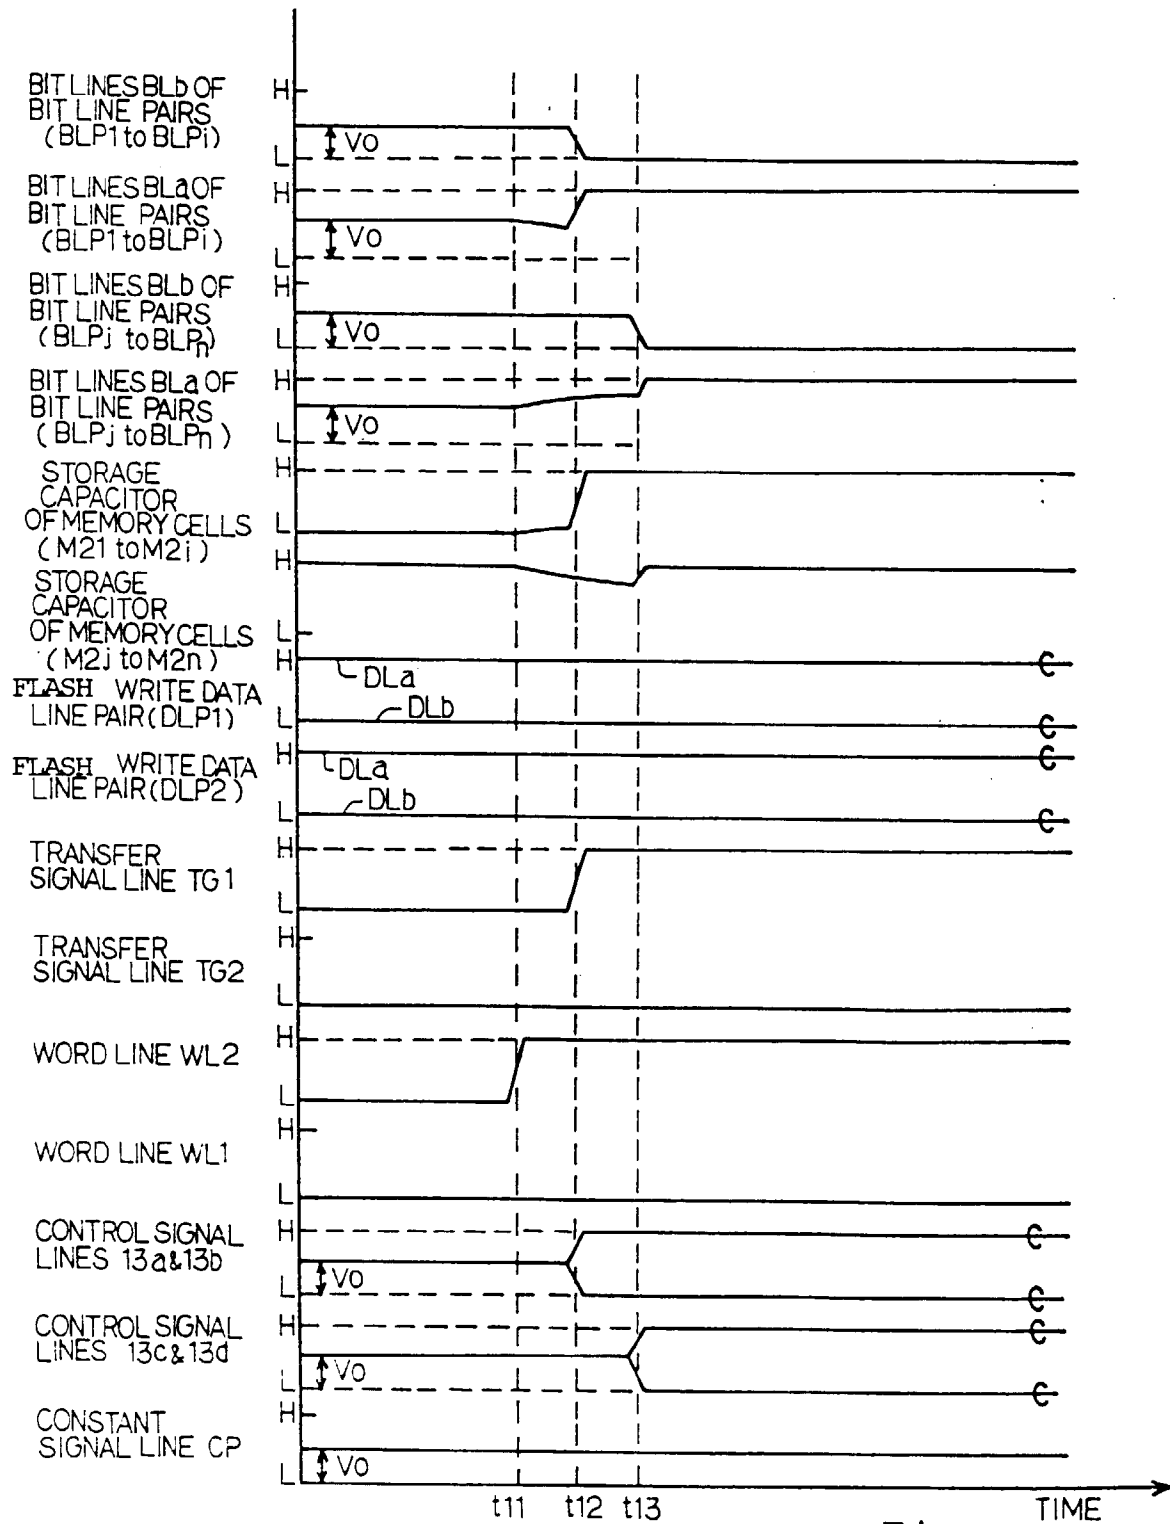 BIT LINES BLb OF H
BIT LINE PAIRS
(BLP1 to BLPi) L Vo
BIT LINES BLa OF H
BIT LINE PAIRS
(BLP1 to BLPi) L Vo
BIT LINES BLb OF H
BIT LINE PAIRS
(BLPj to BLPn) L Vo
BIT LINES BLa OF H
BIT LINE PAIRS
(BLPj to BLPn) L Vo
STORAGE H
CAPACITOR
OF MEMORY CELLS L
(M21 to M2i)
STORAGE H
CAPACITOR
OF MEMORY CELLS L
(M2j to M2n)
H DLa
FLASH WRITE DATA
LINE PAIR (DLP1) L DLb
FLASH WRITE DATA H DLa
LINE PAIR (DLP2)
L DLb
TRANSFER H
SIGNAL LINE TG1 L
TRANSFER H
SIGNAL LINE TG2 L
WORD LINE WL2 H
L
WORD LINE WL1 H
L
CONTROL SIGNAL H
LINES 13a&13b L Vo
CONTROL SIGNAL H
LINES 13c&13d L Vo
CONSTANT H
SIGNAL LINE CP L Vo
t11 t12 t13 TIME